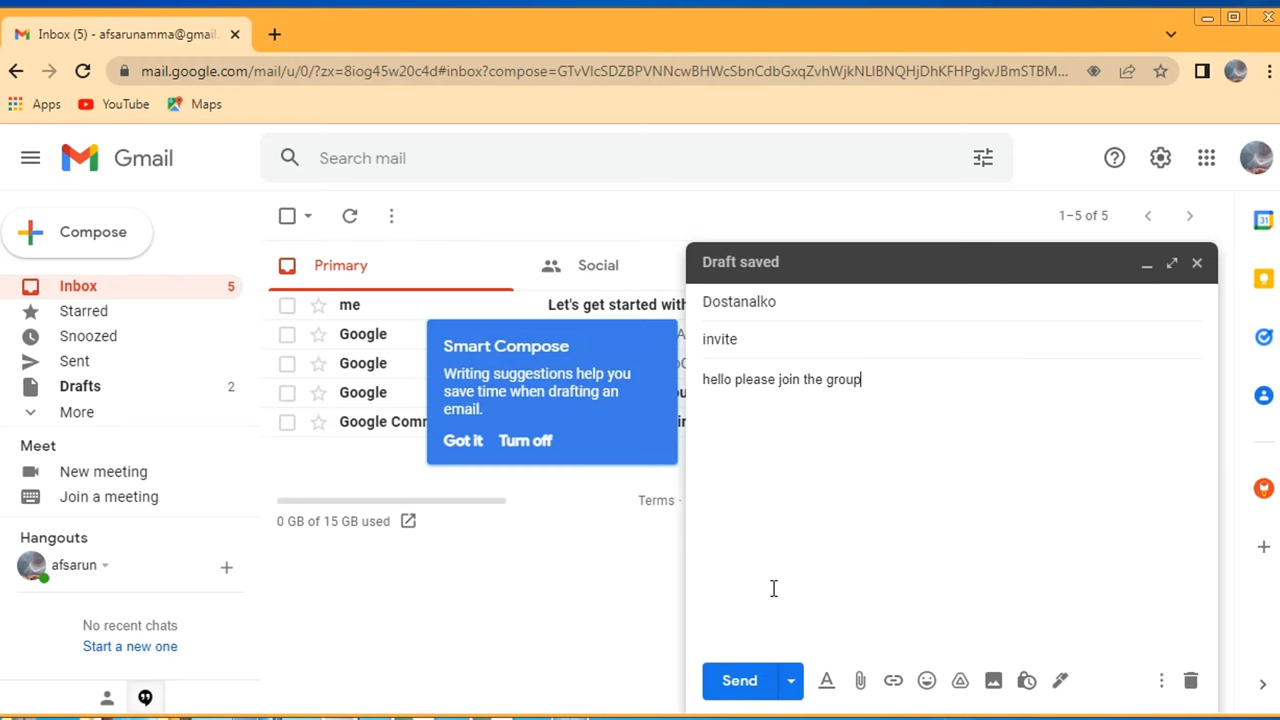 Inbox (5) - afsarunamma@gmail.
mail.google.com/mail/u/0/?zx=8iog45w20c4d#inbox?compose=GTvVlcSDZBPVNNcwBHWcSbnCdbGxqZvhWjkNLlBNQHjDhKFHPgkvJBmSTBM...
Apps YouTube Maps
Gmail
Search mail
Compose
1–5 of 5
Inbox 5
Starred
Snoozed
Sent
Drafts 2
More
Meet
New meeting
Join a meeting
Hangouts
afsarun
No recent chats
Start a new one
Primary
Social
me Let's get started with
Google
Google
Google
Google Com
Smart Compose
Writing suggestions help you
save time when drafting an
email.
Got it Turn off
Terms ·
0 GB of 15 GB used
Draft saved
Dostanalko
invite
hello please join the group
Send
31